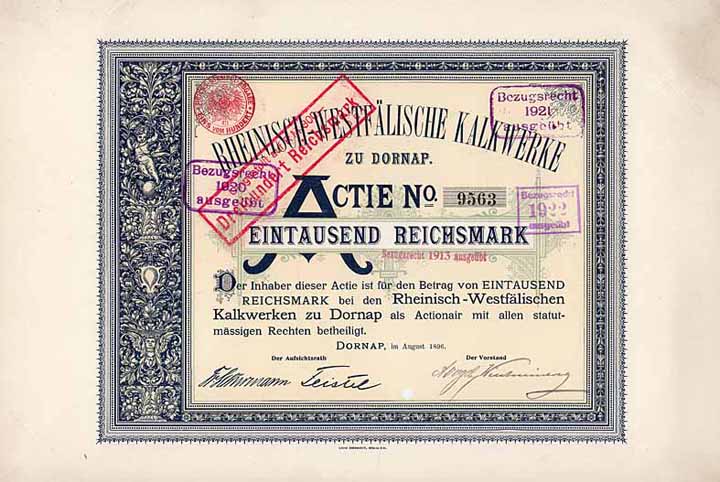 RHEINISCH-WESTFÄLISCHE KALKWERKE
ZU DORNAP.
ACTIE No. 9563
EINTAUSEND REICHSMARK
Bezugsrecht 1913 ausgeübt
Der Inhaber dieser Actie ist für den Betrag von EINTAUSEND
REICHSMARK bei den Rheinisch-Westfälischen
Kalkwerken zu Dornap als Actionair mit allen statut-
mässigen Rechten betheiligt.
DORNAP, im August 1896.
Der Aufsichtsrath
Der Vorstand
Bezugsrecht
1920
ausgeübt
Bezugsrecht
1921
ausgeübt
Bezugsrecht
1922
ausgeübt
Dreihundert Reichsmark
VOM HUNDERT